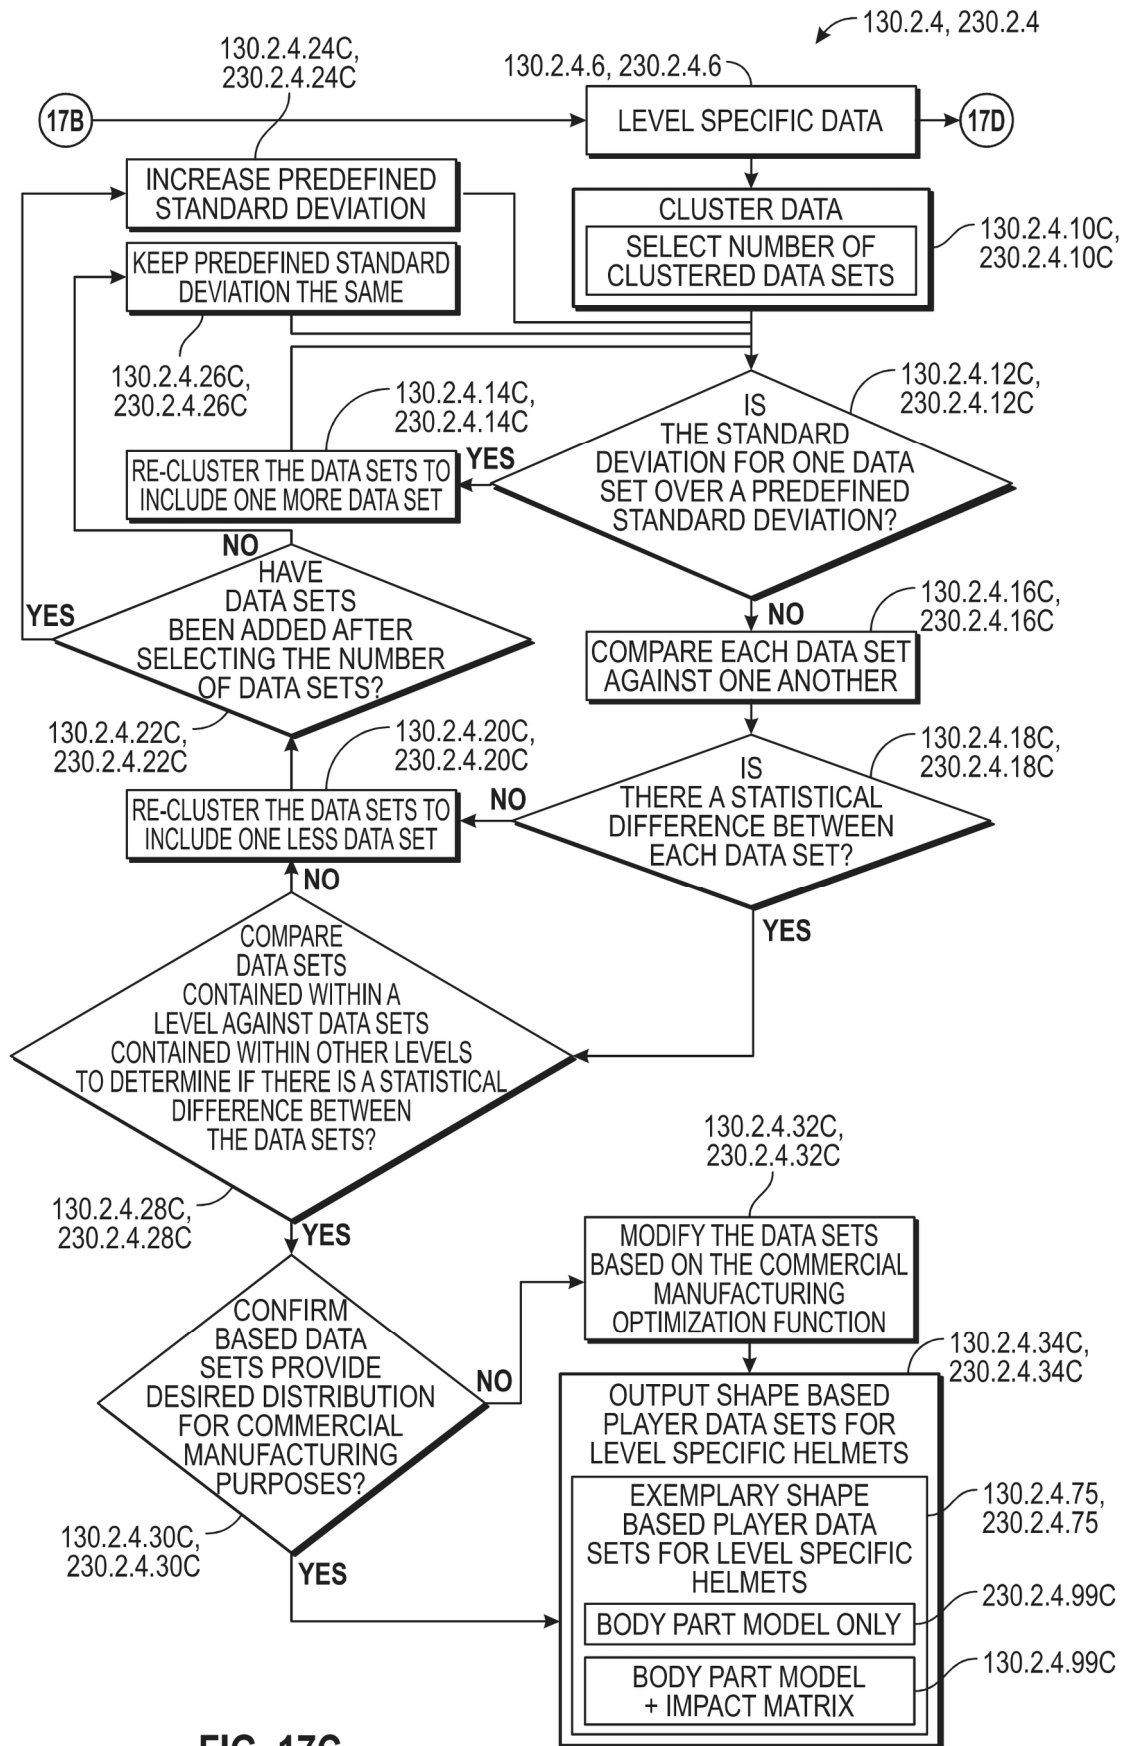 130.2.4, 230.2.4
130.2.4.24C,
230.2.4.24C
130.2.4.6, 230.2.4.6
17B
LEVEL SPECIFIC DATA
17D
INCREASE PREDEFINED
STANDARD DEVIATION
CLUSTER DATA
SELECT NUMBER OF
CLUSTERED DATA SETS
130.2.4.10C,
230.2.4.10C
KEEP PREDEFINED STANDARD
DEVIATION THE SAME
130.2.4.26C,
230.2.4.26C
130.2.4.14C,
230.2.4.14C
130.2.4.12C,
230.2.4.12C
IS
THE STANDARD
DEVIATION FOR ONE DATA
SET OVER A PREDEFINED
STANDARD DEVIATION?
YES
RE-CLUSTER THE DATA SETS TO
INCLUDE ONE MORE DATA SET
NO
HAVE
DATA SETS
BEEN ADDED AFTER
SELECTING THE NUMBER
OF DATA SETS?
YES
130.2.4.22C,
230.2.4.22C
NO
130.2.4.16C,
230.2.4.16C
COMPARE EACH DATA SET
AGAINST ONE ANOTHER
130.2.4.20C,
230.2.4.20C
130.2.4.18C,
230.2.4.18C
IS
THERE A STATISTICAL
DIFFERENCE BETWEEN
EACH DATA SET?
NO
RE-CLUSTER THE DATA SETS TO
INCLUDE ONE LESS DATA SET
NO
YES
COMPARE
DATA SETS
CONTAINED WITHIN A
LEVEL AGAINST DATA SETS
CONTAINED WITHIN OTHER LEVELS
TO DETERMINE IF THERE IS A STATISTICAL
DIFFERENCE BETWEEN
THE DATA SETS?
130.2.4.28C,
230.2.4.28C
YES
130.2.4.32C,
230.2.4.32C
MODIFY THE DATA SETS
BASED ON THE COMMERCIAL
MANUFACTURING
OPTIMIZATION FUNCTION
CONFIRM
BASED DATA
SETS PROVIDE
DESIRED DISTRIBUTION
FOR COMMERCIAL
MANUFACTURING
PURPOSES?
NO
130.2.4.30C,
230.2.4.30C
YES
130.2.4.34C,
230.2.4.34C
OUTPUT SHAPE BASED
PLAYER DATA SETS FOR
LEVEL SPECIFIC HELMETS
EXEMPLARY SHAPE
BASED PLAYER DATA
SETS FOR LEVEL SPECIFIC
HELMETS
130.2.4.75,
230.2.4.75
BODY PART MODEL ONLY
230.2.4.99C
BODY PART MODEL
+ IMPACT MATRIX
130.2.4.99C
FIG. 17C